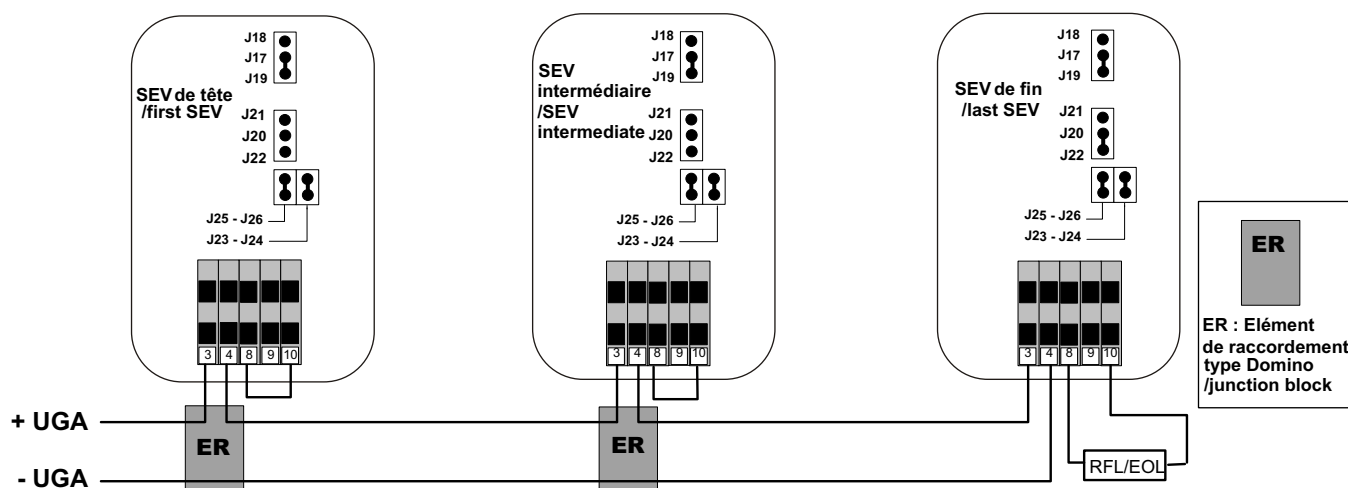 J18
J17
J19
SEV de tête
/first SEV
J21
J20
J22
J25 - J26
J23 - J24
3 4 8 9 10
J18
J17
J19
SEV
intermédiaire
/SEV
intermediate
J21
J20
J22
J25 - J26
J23 - J24
3 4 8 9 10
J18
J17
J19
SEV de fin
/last SEV
J21
J20
J22
J25 - J26
J23 - J24
3 4 8 9 10
ER
ER : Elément
de raccordement
type Domino
/junction block
+ UGA
ER
ER
- UGA
RFL/EOL